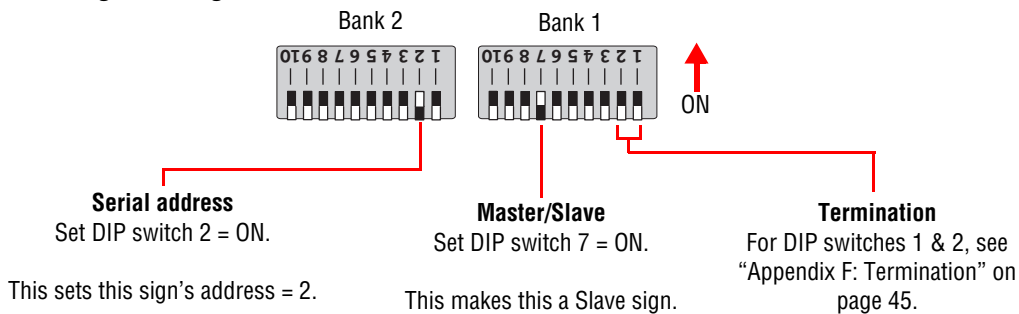 Bank 2
Bank 1
10 9 8 7 6 5 4 3 2 1
10 9 8 7 6 5 4 3 2 1
ON
Serial address
Set DIP switch 2 = ON.
This sets this sign’s address = 2.
Master/Slave
Set DIP switch 7 = ON.
This makes this a Slave sign.
Termination
For DIP switches 1 & 2, see
“Appendix F: Termination” on
page 45.